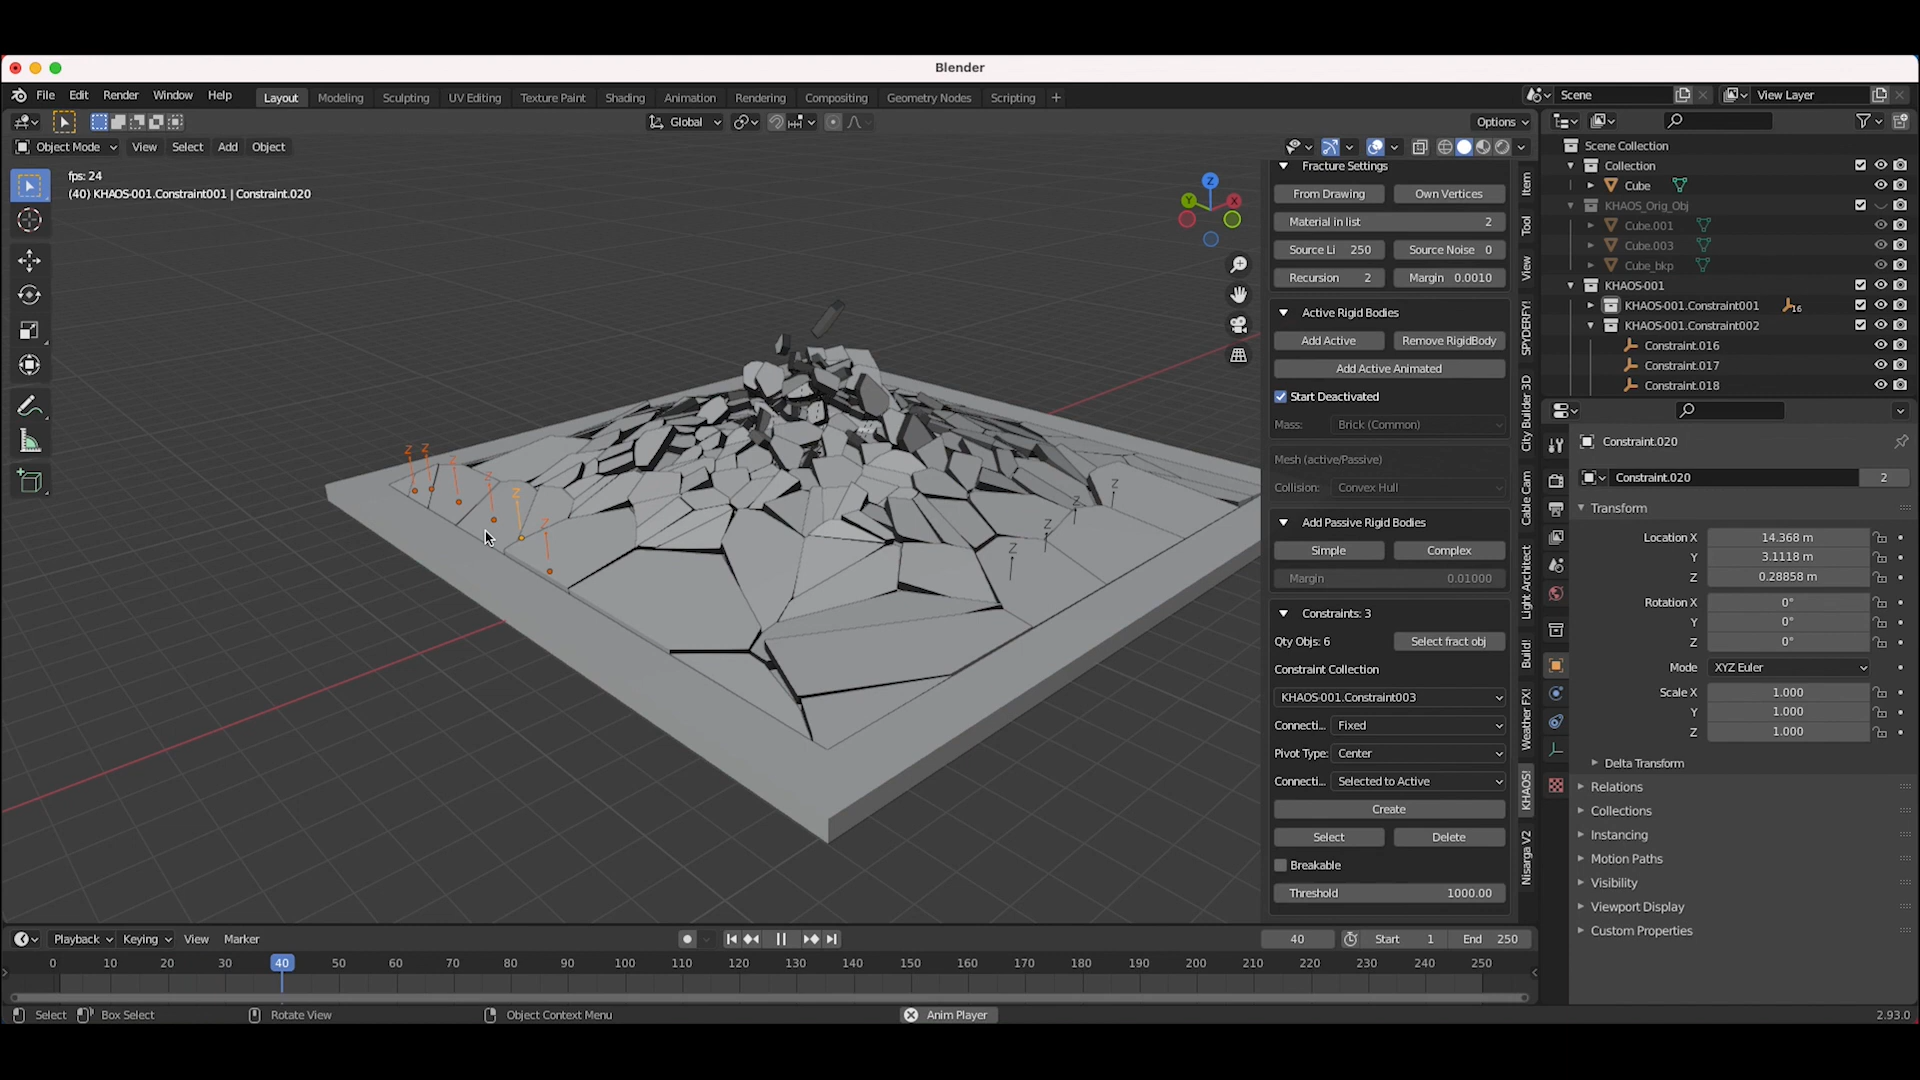 Blender
File Edit Render Window Help
Layout Modeling Sculpting UV Editing Texture Paint Shading Animation Rendering Compositing Geometry Nodes Scripting +
Scene
View Layer
Global
Options
Object Mode View Select Add Object
fps: 24
(40) KHAOS-001.Constraint001 | Constraint.020
Z
Y
X
Z Z Z Z Z Z
Z Z Z Z
Fracture Settings
From Drawing Own Vertices
Material in list 2
Source Li 250 Source Noise 0
Recursion 2 Margin 0.0010
Active Rigid Bodies
Add Active Remove RigidBody
Add Active Animated
Start Deactivated
Mass: Brick (Common)
Mesh (active/Passive)
Collision: Convex Hull
Add Passive Rigid Bodies
Simple Complex
Margin 0.01000
Constraints: 3
Qty Objs: 6 Select fract obj
Constraint Collection
KHAOS-001.Constraint003
Connecti... Fixed
Pivot Type: Center
Connecti... Selected to Active
Create
Select Delete
Breakable
Threshold 1000.00
Item
Tool
View
SPYDERFY!
City Builder 3D
Cable Cam
Light Architect
Build!
Weather FX!
KHAOS!
Nisarga V2
Scene Collection
Collection
Cube
KHAOS_Orig_Obj
Cube.001
Cube.003
Cube_bkp
KHAOS-001
KHAOS-001.Constraint001 16
KHAOS-001.Constraint002
Constraint.016
Constraint.017
Constraint.018
Constraint.020
Constraint.020 2
Transform
Location X 14.368 m
Y 3.1118 m
Z 0.28858 m
Rotation X 0°
Y 0°
Z 0°
Mode XYZ Euler
Scale X 1.000
Y 1.000
Z 1.000
Delta Transform
Relations
Collections
Instancing
Motion Paths
Visibility
Viewport Display
Custom Properties
Playback Keying View Marker
40 Start 1 End 250
0 10 20 30 40 50 60 70 80 90 100 110 120 130 140 150 160 170 180 190 200 210 220 230 240 250
Select Box Select Rotate View Object Context Menu Anim Player 2.93.0